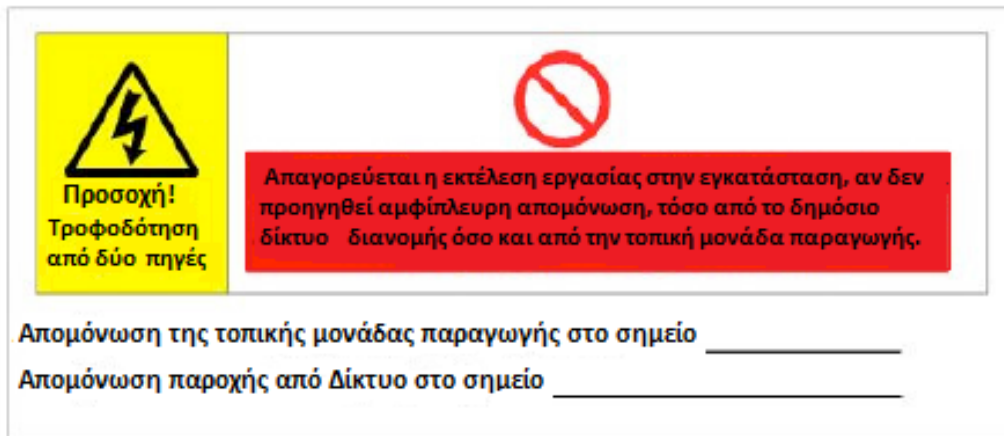 Προσοχή!
Τροφοδότηση
από δύο πηγές
Απαγορεύεται η εκτέλεση εργασίας στην εγκατάσταση, αν δεν
προηγηθεί αμφίπλευρη απομόνωση, τόσο από το δημόσιο
δίκτυο διανομής όσο και από την τοπική μονάδα παραγωγής.
Απομόνωση της τοπικής μονάδας παραγωγής στο σημείο
Απομόνωση παροχής από Δίκτυο στο σημείο